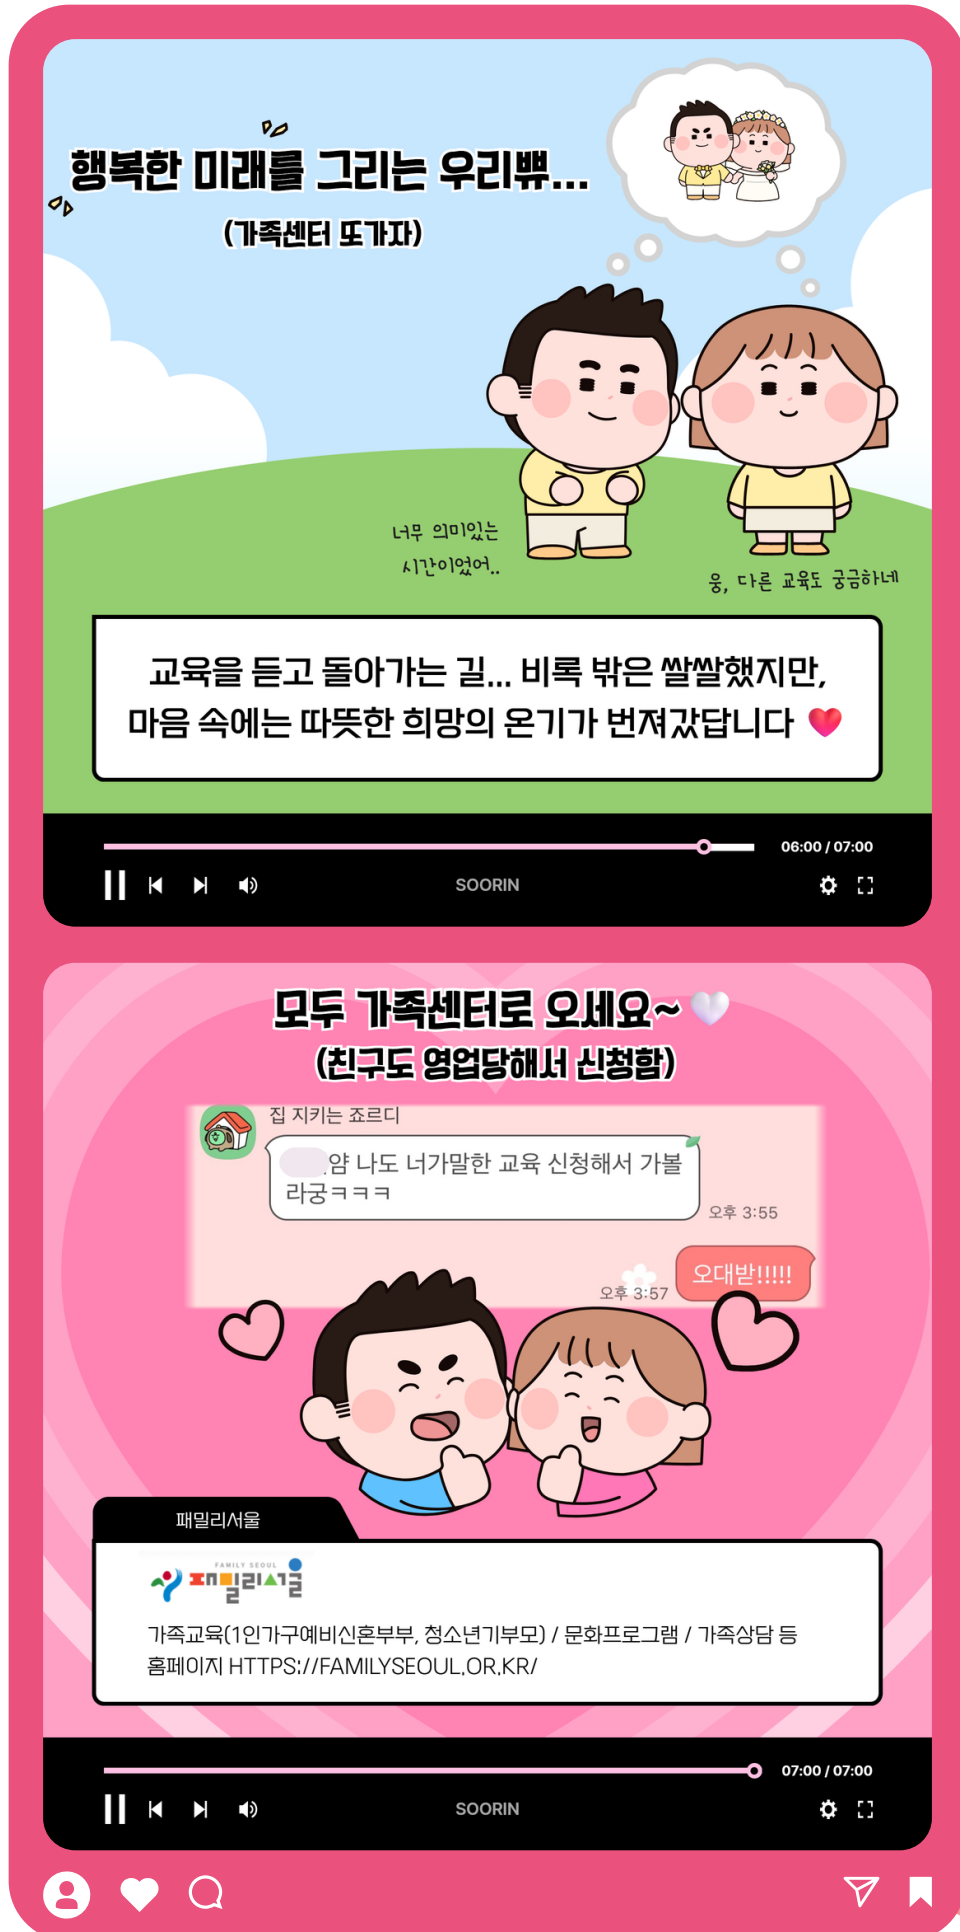 행복한 미래를 그리는 우리쀼...
(가족센터 또가자)
너무 의미있는
시간이었어..
웅, 다른 교육도 궁금하네
교육을 듣고 돌아가는 길... 비록 밖은 쌀쌀했지만,
마음 속에는 따뜻한 희망의 온기가 번져갔답니다
06:00 / 07:00
SOORIN
모두 가족센터로 오세요~
(친구도 영업당해서 신청함)
집 지키는 죠르디
얌 나도 너가말한 교육 신청해서 가볼
라궁ㅋㅋㅋ
오후 3:55
오대박!!!!!
오후 3:57
패밀리서울
FAMILY SEOUL
패밀리서울
가족교육(1인가구예비신혼부부, 청소년기부모) / 문화프로그램 / 가족상담 등
홈페이지 HTTPS://FAMILYSEOUL.OR.KR/
07:00 / 07:00
SOORIN